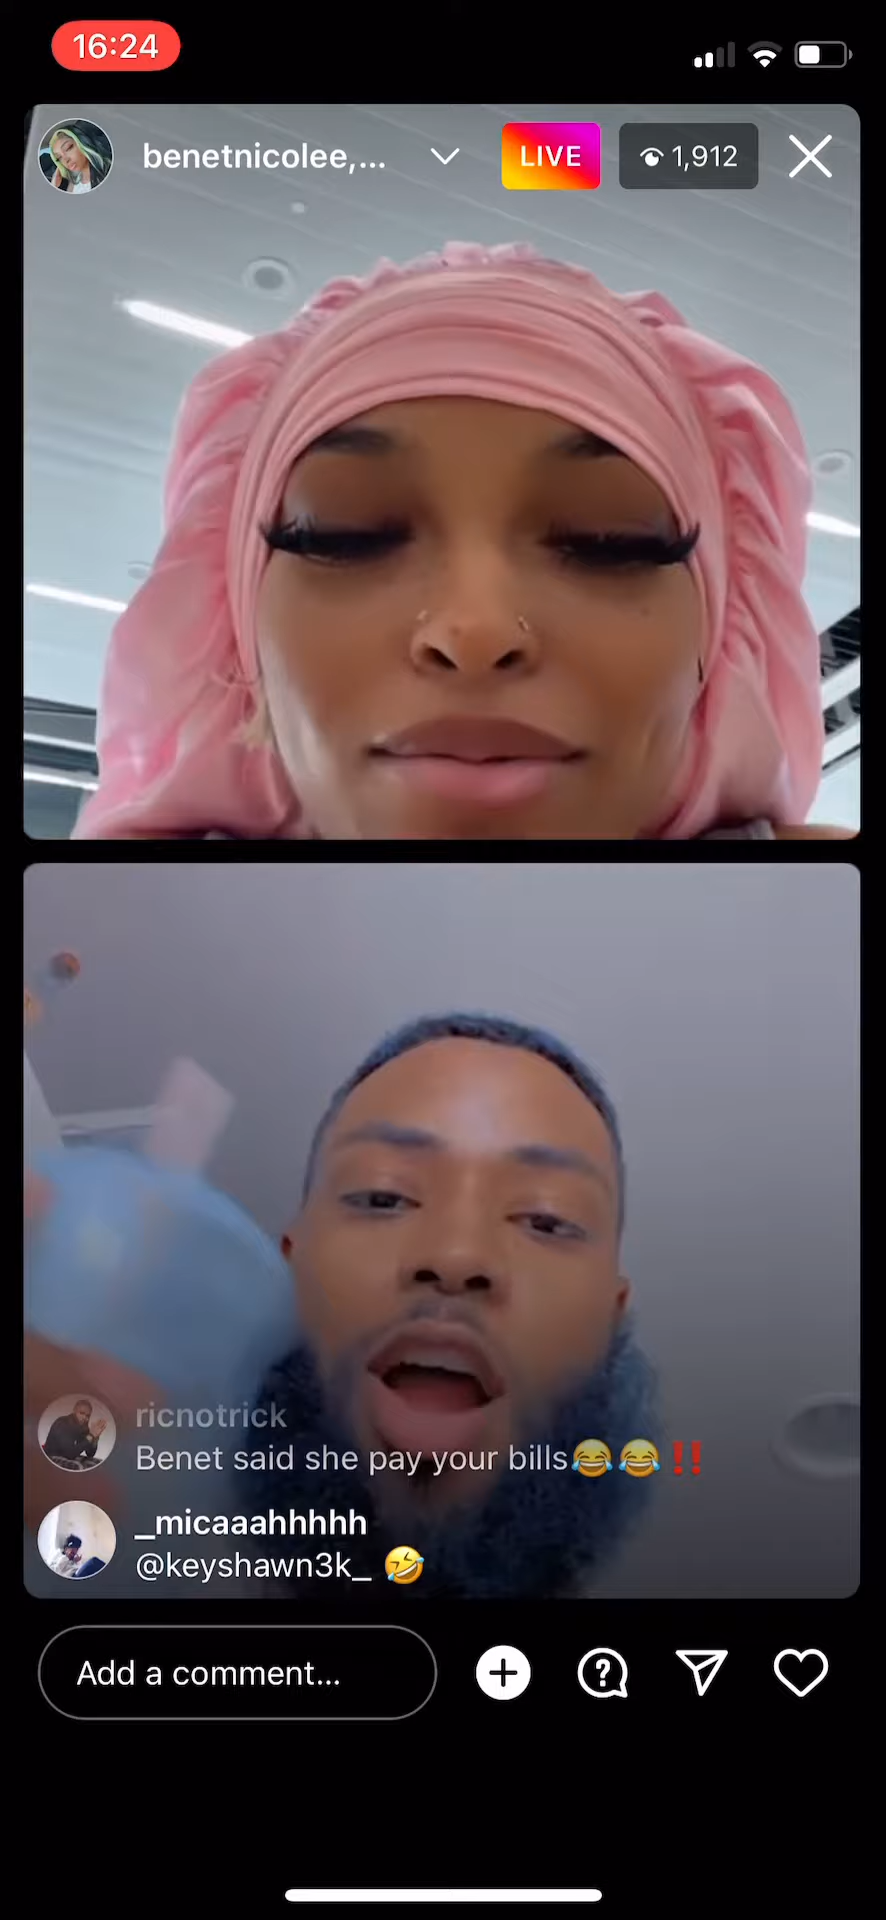 16:24
benetnicolee,...
LIVE
1,912
ricnotrick
Benet said she pay your bills😂😂‼️
_micaaahhhhh
@keyshawn3k_ 🤣
Add a comment...